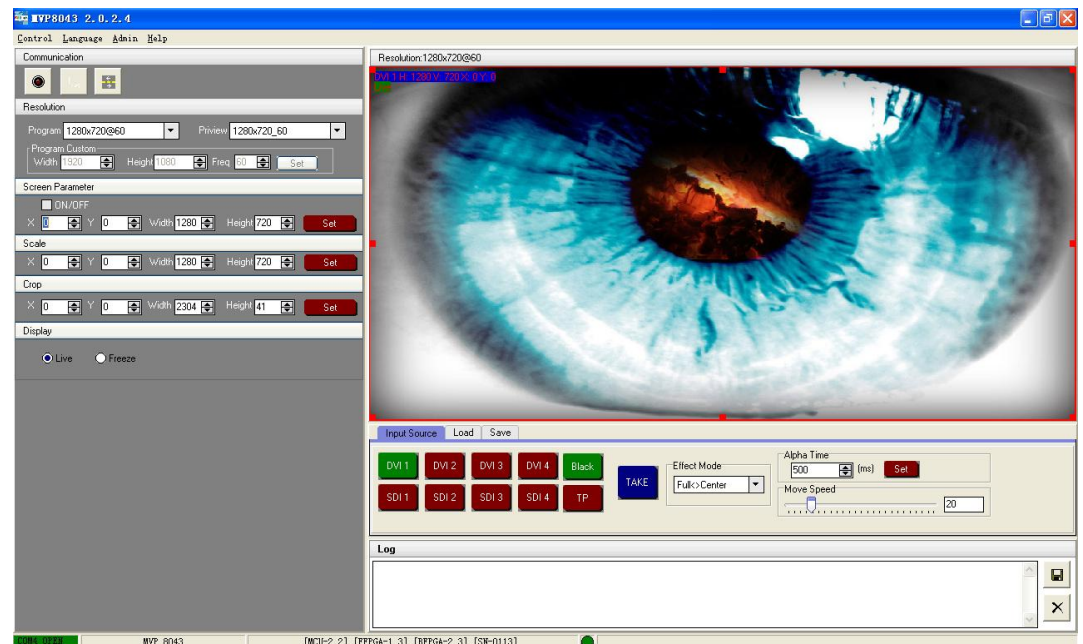 MVP8043 2.0.2.4
Control Language Admin Help
Communication
Resolution
Program 1280x720@60 Priview 1280x720_60
Program Custom
Width 1920 Height 1080 Freq 60 Set
Screen Parameter
ON/OFF
X 0 Y 0 Width 1280 Height 720 Set
Scale
X 0 Y 0 Width 1280 Height 720 Set
Crop
X 0 Y 0 Width 2304 Height 41 Set
Display
Live Freeze
Resolution:1280x720@60
DVI 1 H: 1280 V: 720 X: 0 Y: 0
Input Source Load Save
DVI 1 DVI 2 DVI 3 DVI 4 Black
SDI 1 SDI 2 SDI 3 SDI 4 TP
TAKE
Effect Mode
Full<>Center
Alpha Time
500 (ms) Set
Move Speed
20
Log
COM4 OPEN MVP 8043 [MCU-2.2] [FFPGA-1.3] [BFPGA-2.3] [SN-0113]